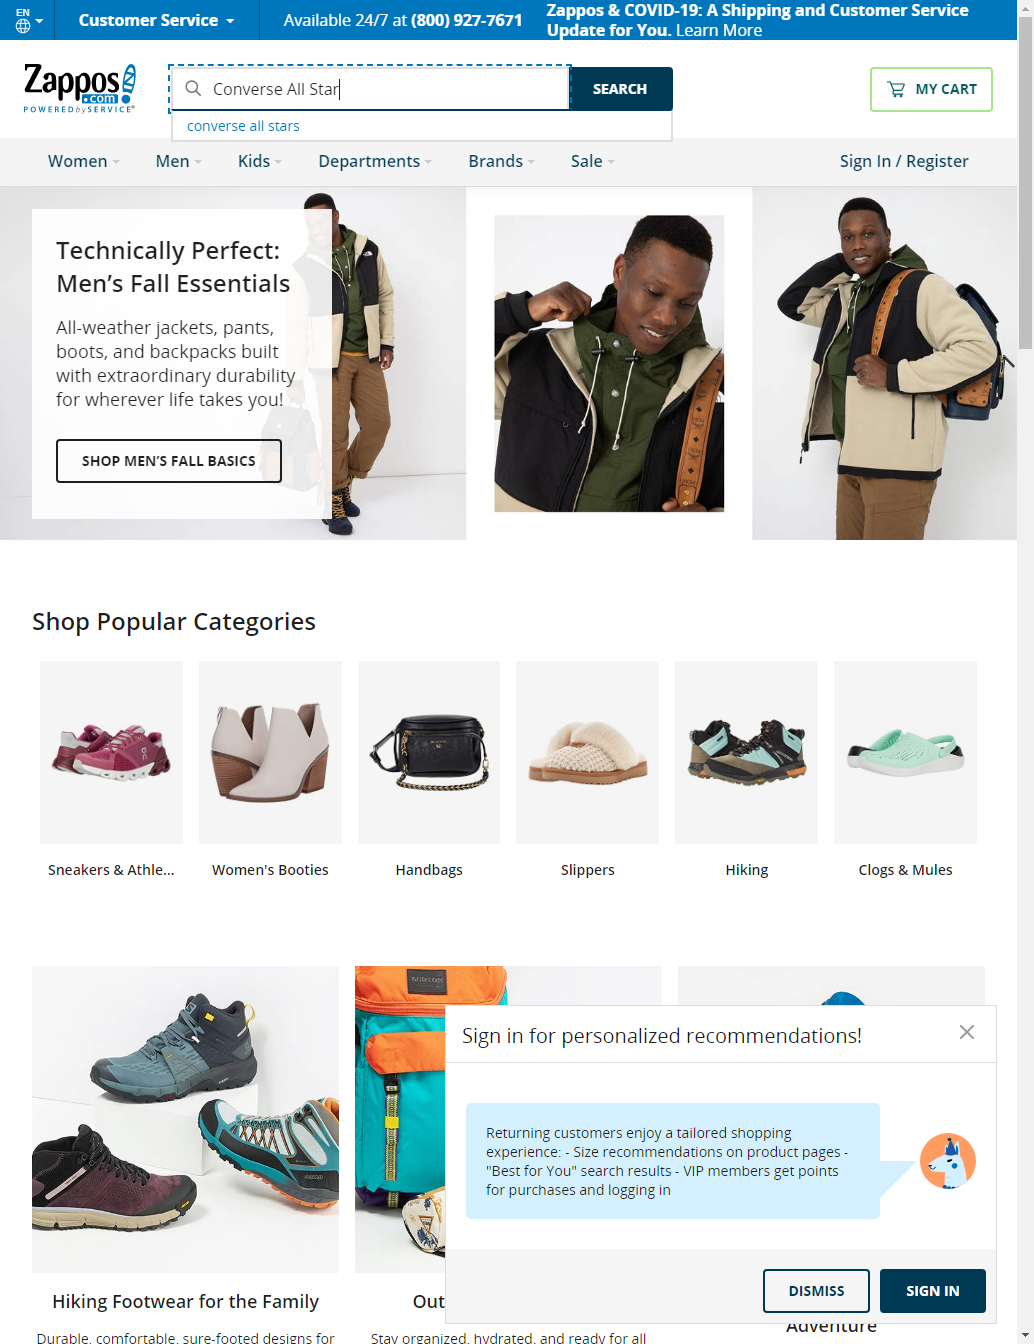 EN
Customer Service
Available 24/7 at (800) 927-7671
Zappos & COVID-19: A Shipping and Customer Service
Update for You. Learn More
Zappos
.com
POWERED by SERVICE
Converse All Star
SEARCH
MY CART
converse all stars
Women
Men
Kids
Departments
Brands
Sale
Sign In / Register
Technically Perfect:
Men’s Fall Essentials
All-weather jackets, pants,
boots, and backpacks built
with extraordinary durability
for wherever life takes you!
SHOP MEN’S FALL BASICS
Shop Popular Categories
Sneakers & Athle...
Women's Booties
Handbags
Slippers
Hiking
Clogs & Mules
BURTON
Sign in for personalized recommendations!
Returning customers enjoy a tailored shopping
experience: - Size recommendations on product pages -
"Best for You" search results - VIP members get points
for purchases and logging in
DISMISS
SIGN IN
Hiking Footwear for the Family
Out
Adventure
Durable, comfortable, sure-footed designs for
Stay organized, hydrated, and ready for all